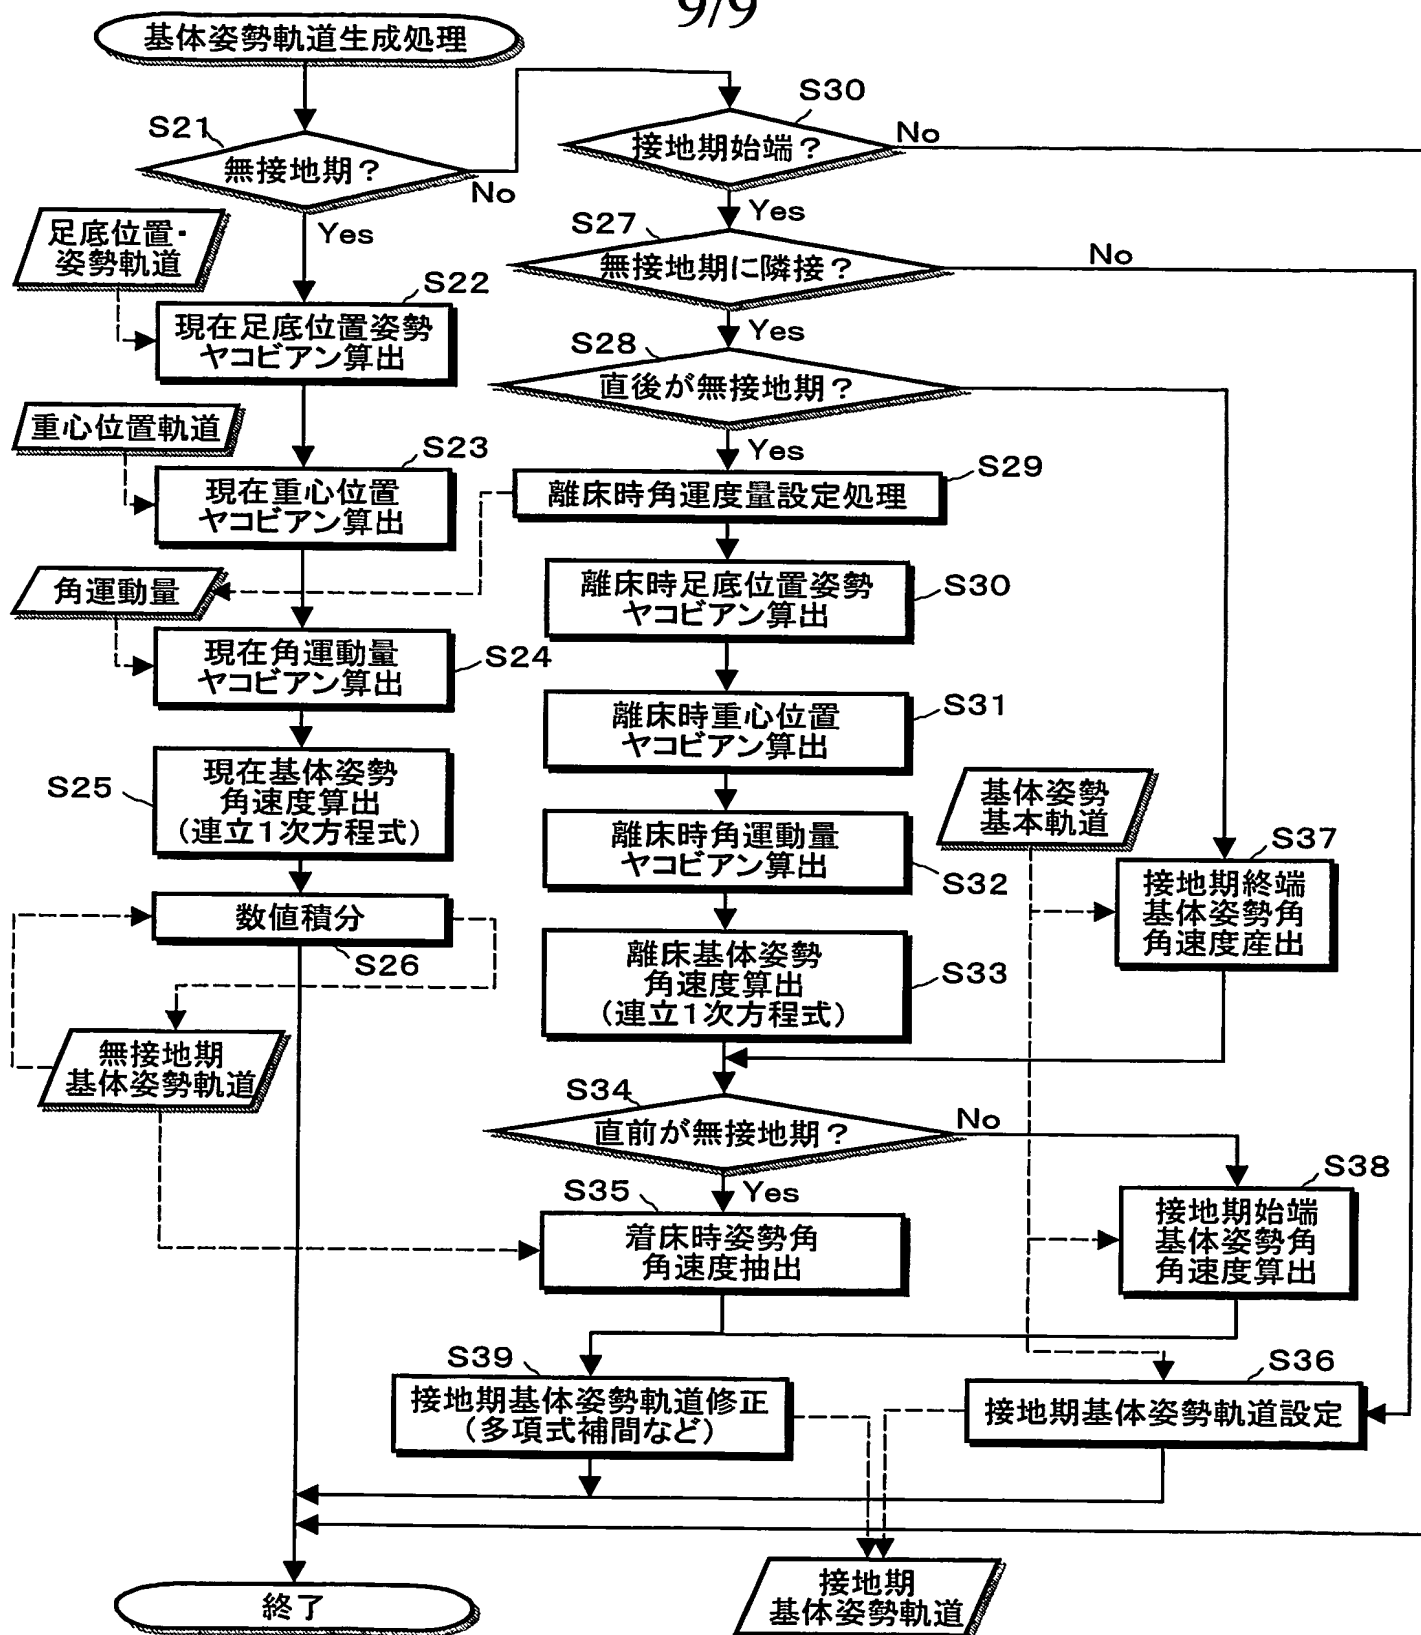 9/9
基体姿勢軌道生成処理
S21
無接地期？
No
Yes
足底位置・
姿勢軌道
S22
現在足底位置姿勢
ヤコビアン算出
重心位置軌道
S23
現在重心位置
ヤコビアン算出
角運動量
現在角運動量
ヤコビアン算出
S24
S25
現在基体姿勢
角速度算出
(連立1次方程式)
数値積分
S26
無接地期
基体姿勢軌道
S30
接地期始端？
No
Yes
S27
無接地期に隣接？
No
Yes
S28
直後が無接地期？
Yes
S29
離床時角運度量設定処理
離床時足底位置姿勢
ヤコビアン算出
S30
離床時重心位置
ヤコビアン算出
S31
離床時角運動量
ヤコビアン算出
S32
離床基体姿勢
角速度算出
(連立1次方程式)
S33
基体姿勢
基本軌道
S37
接地期終端
基体姿勢角
角速度産出
S34
直前が無接地期？
No
Yes
S35
着床時姿勢角
角速度抽出
S38
接地期始端
基体姿勢角
角速度算出
S39
接地期基体姿勢軌道修正
(多項式補間など)
S36
接地期基体姿勢軌道設定
接地期
基体姿勢軌道
終了